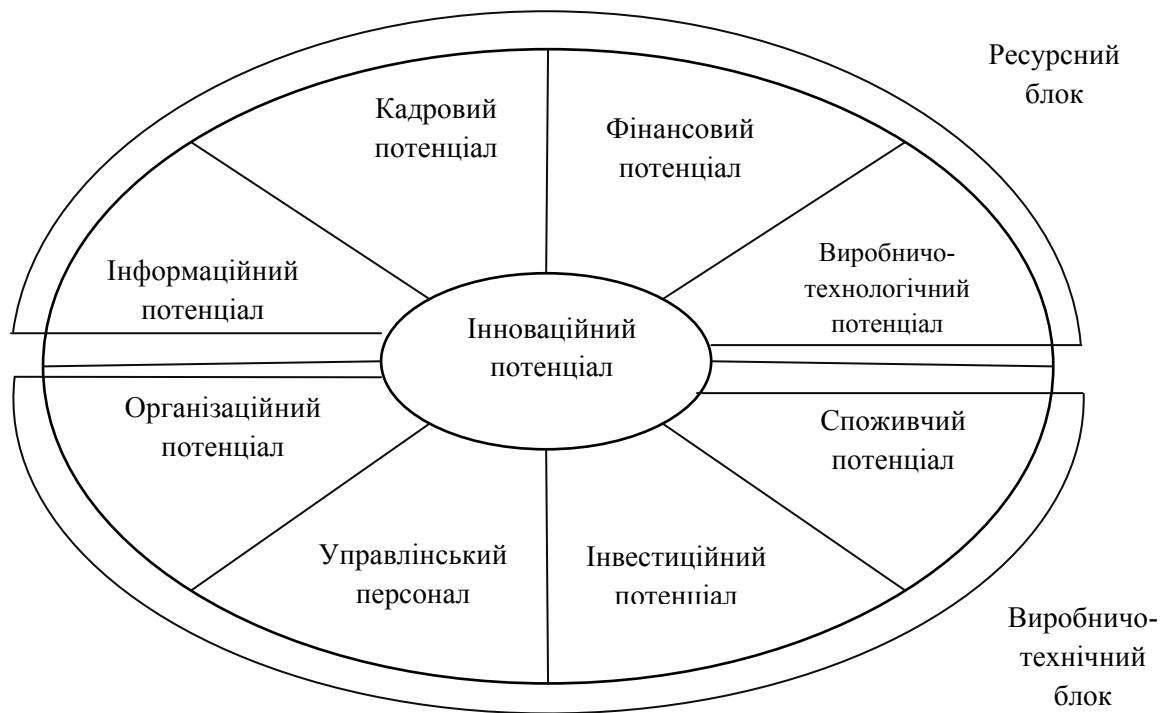 Ресурсний
блок
Кадровий
потенціал
Фінансовий
потенціал
Інформаційний
потенціал
Виробничо-
технологічний
потенціал
Інноваційний
потенціал
Організаційний
потенціал
Споживчий
потенціал
Управлінський
персонал
Інвестиційний
потенціал
Виробничо-
технічний
блок